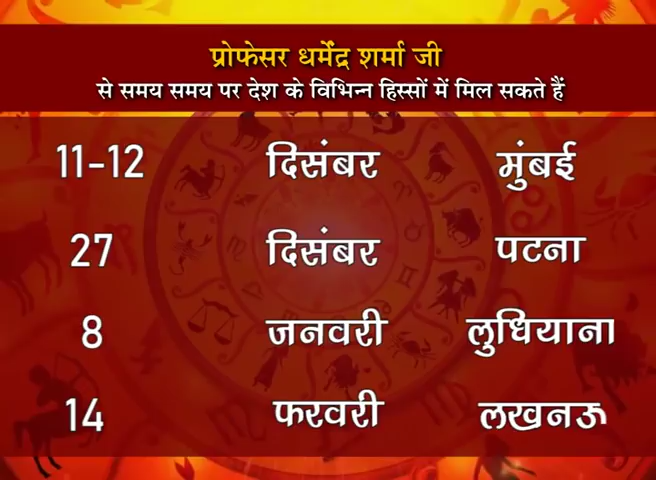 प्रोफेसर धर्मेंद्र शर्मा जी
से समय समय पर देश के विभिन्न हिस्सों में मिल सकते हैं
11-12 दिसंबर मुंबई
27 दिसंबर पटना
8 जनवरी लुधियाना
14 फरवरी लखनऊ